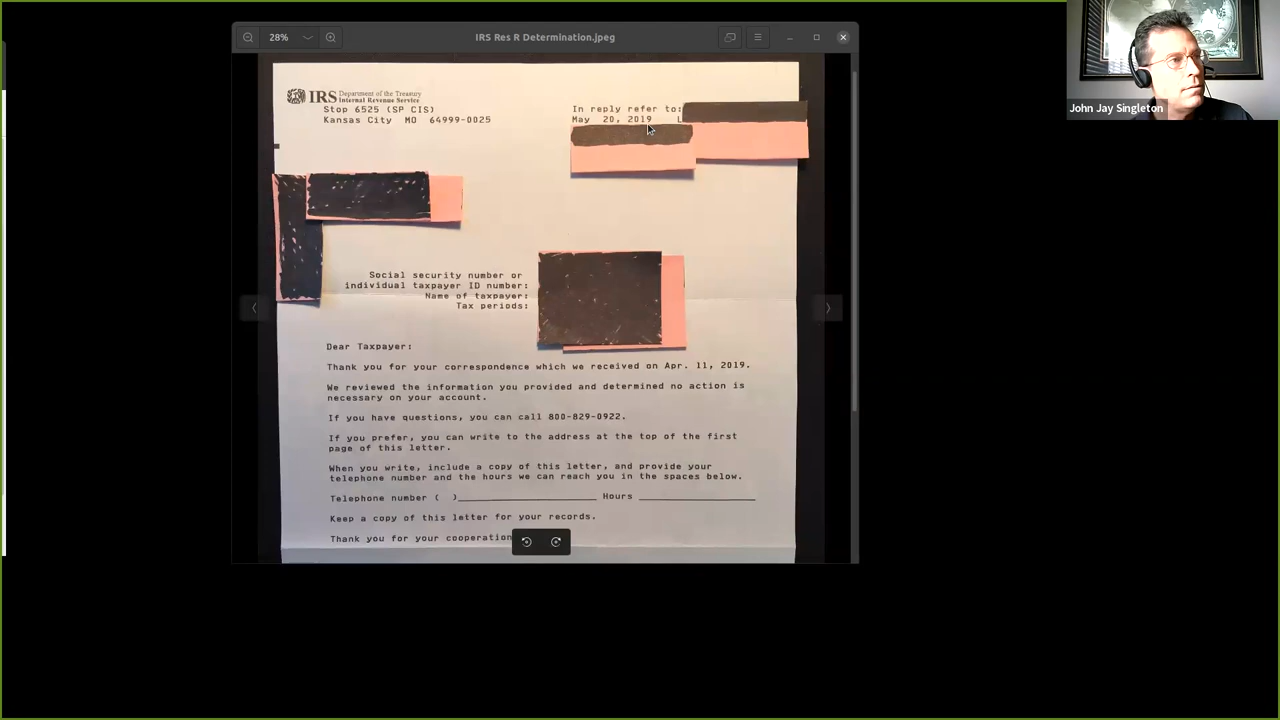 28%
IRS Res R Determination.jpeg
John Jay Singleton
IRS Department of the Treasury
Internal Revenue Service
Stop 6525 (SP CIS)
Kansas City MO 64999-0025
In reply refer to:
May 20, 2019 L
Social security number or
individual taxpayer ID number:
Name of taxpayer:
Tax periods:
Dear Taxpayer:
Thank you for your correspondence which we received on Apr. 11, 2019.
We reviewed the information you provided and determined no action is
necessary on your account.
If you have questions, you can call 800-829-0922.
If you prefer, you can write to the address at the top of the first
page of this letter.
When you write, include a copy of this letter, and provide your
telephone number and the hours we can reach you in the spaces below.
Telephone number ( )____________________ Hours ________________
Keep a copy of this letter for your records.
Thank you for your cooperation